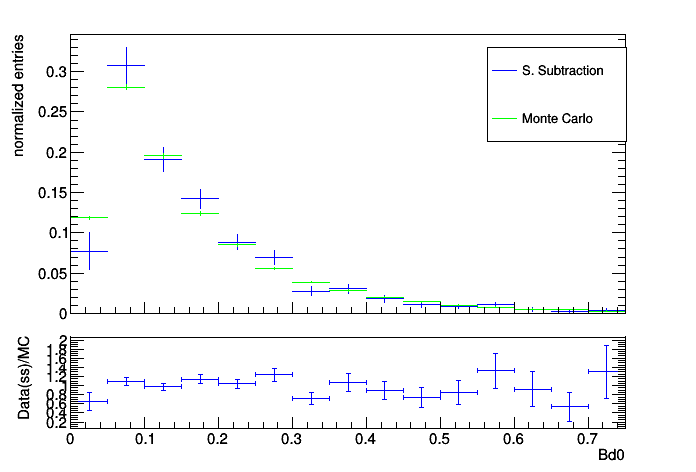 normalized entries
0.3
0.25
0.2
0.15
0.1
0.05
0
S. Subtraction
Monte Carlo
Data(ss)/MC
2
1.8
1.6
1.4
1.2
1
0.8
0.6
0.4
0.2
0 0.1 0.2 0.3 0.4 0.5 0.6 0.7
Bd0